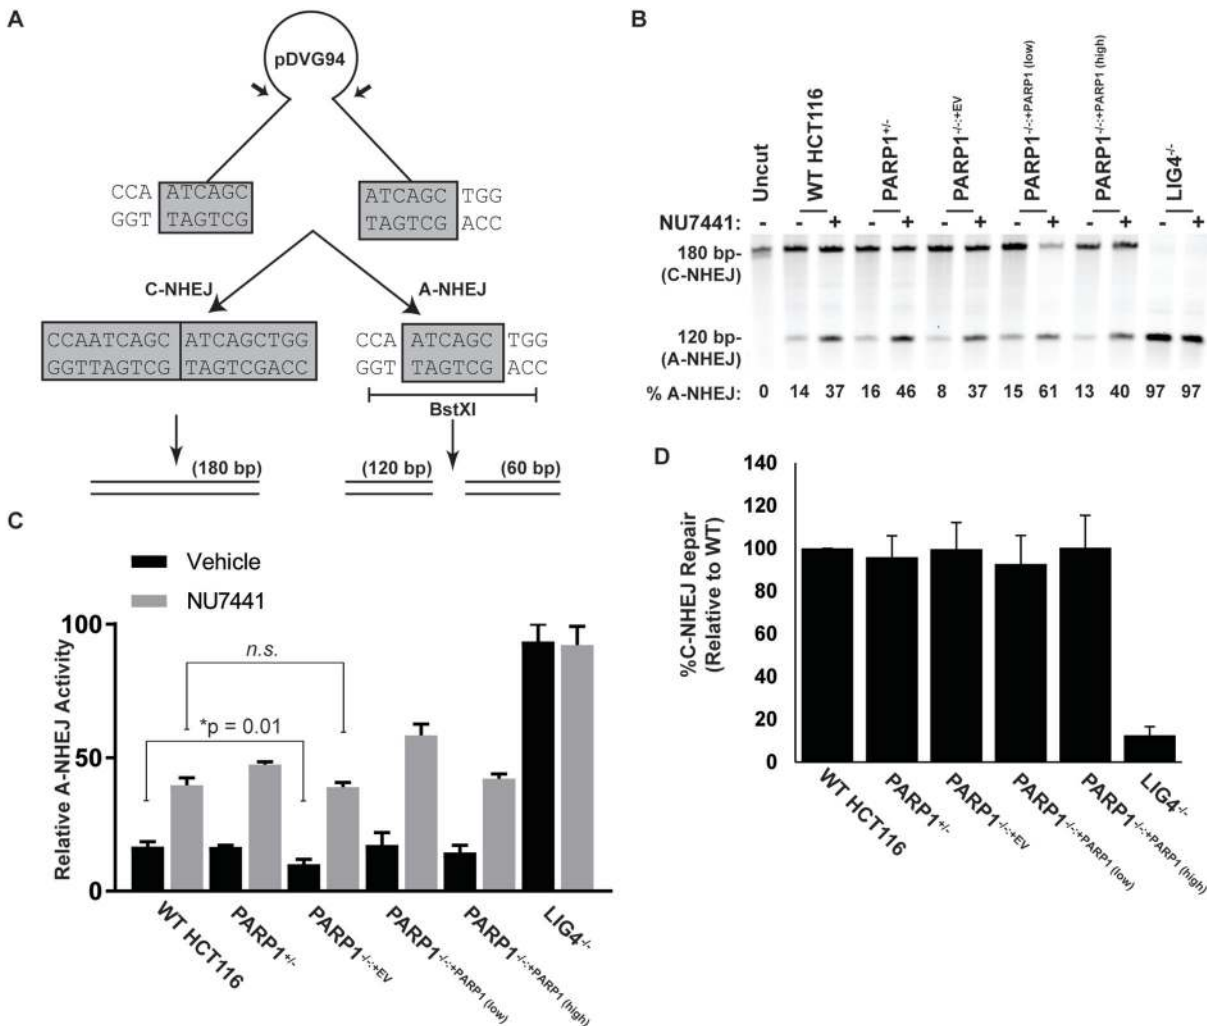 A
pDVG94
CCA ATCAGC ATCAGC TGG
GGT TAGTCG TAGTCG ACC
C-NHEJ A-NHEJ
CCAATCAGC ATCAGCTGG CCA ATCAGC TGG
GGTTAGTCG TAGTCGACC GGT TAGTCG ACC
BstXI
(180 bp) (120 bp) (60 bp)
B
Uncut
WT HCT116
PARP1+/-
PARP1-/-:+EV
PARP1-/-:+PARP1 (low)
PARP1-/-:+PARP1 (high)
LIG4-/-
NU7441: - - + - + - + - + - + - +
180 bp-
(C-NHEJ)
120 bp-
(A-NHEJ)
% A-NHEJ: 0 14 37 16 46 8 37 15 61 13 40 97 97
C
Vehicle
NU7441
Relative A-NHEJ Activity
100
50
0
n.s.
*p = 0.01
WT HCT116
PARP1+/-
PARP1-/-:+EV
PARP1-/-:+PARP1 (low)
PARP1-/-:+PARP1 (high)
LIG4-/-
D
%C-NHEJ Repair
(Relative to WT)
140
120
100
80
60
40
20
0
WT HCT116
PARP1+/-
PARP1-/-:+EV
PARP1-/-:+PARP1 (low)
PARP1-/-:+PARP1 (high)
LIG4-/-